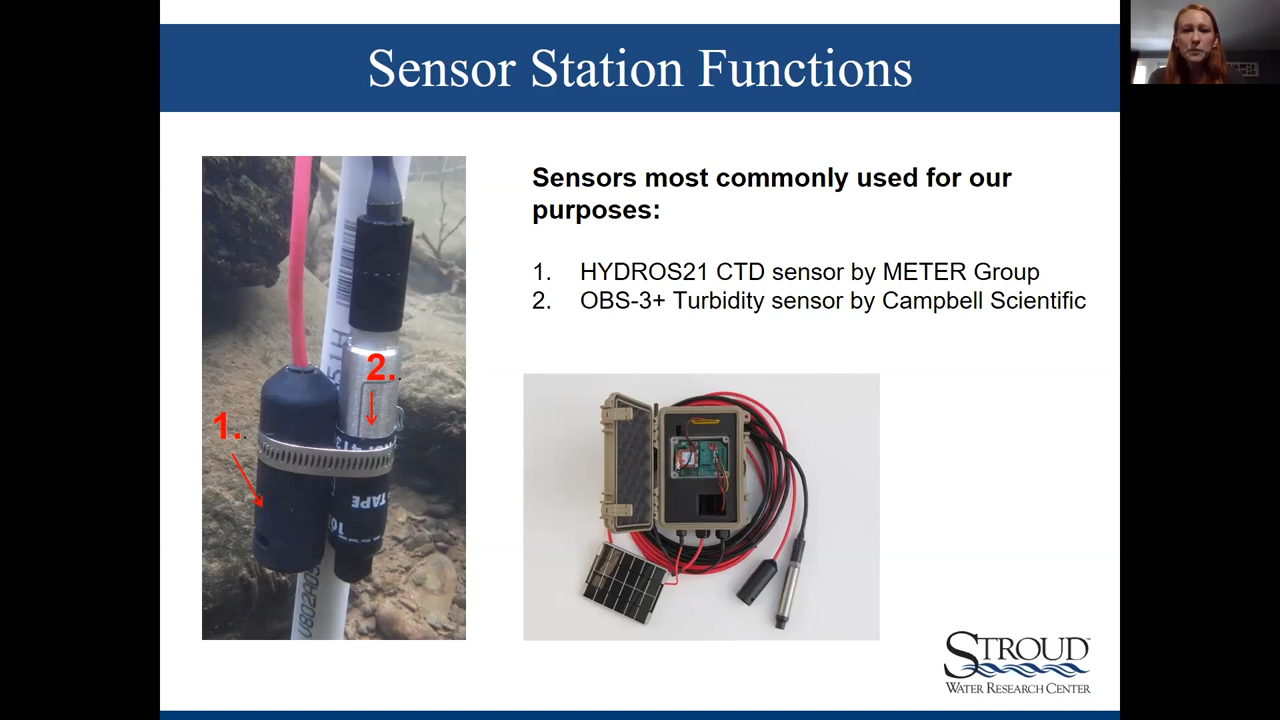 Sensor Station Functions
Sensors most commonly used for our
purposes:
1. HYDROS21 CTD sensor by METER Group
2. OBS-3+ Turbidity sensor by Campbell Scientific
2.
1.
TAPE
STROUD
WATER RESEARCH CENTER